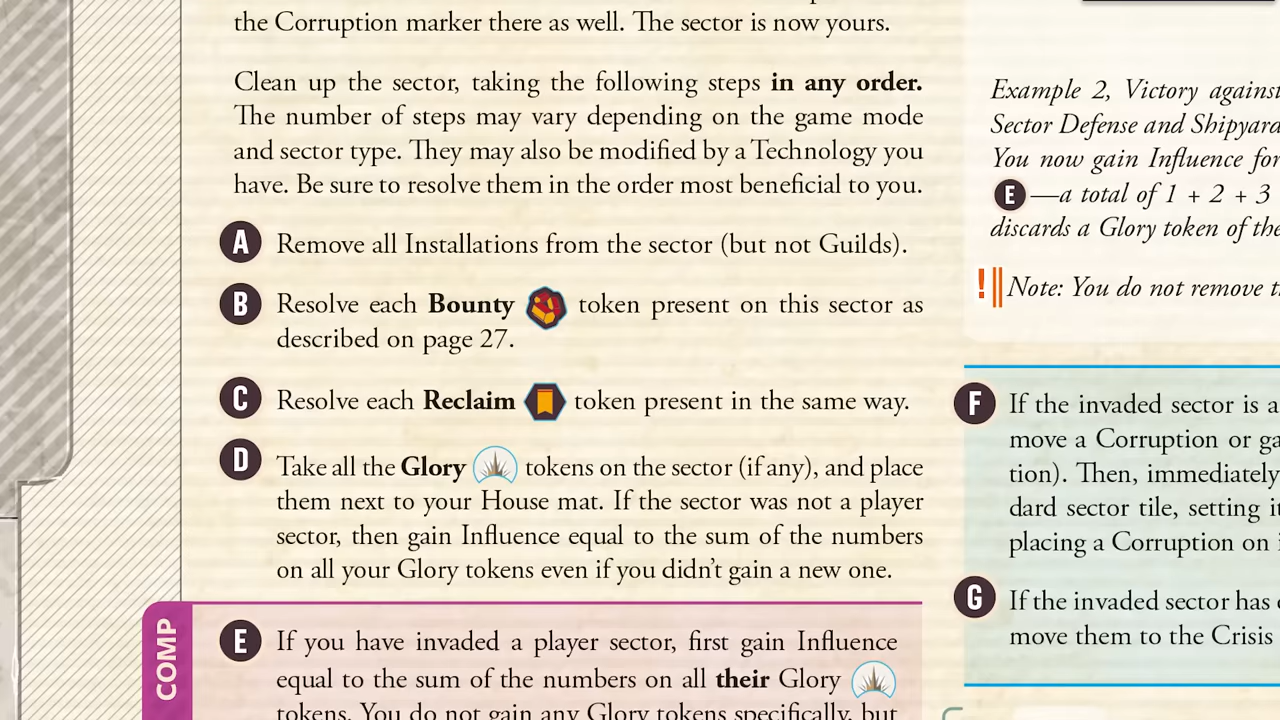 the Corruption marker there as well. The sector is now yours.
Clean up the sector, taking the following steps in any order.
The number of steps may vary depending on the game mode
and sector type. They may also be modified by a Technology you
have. Be sure to resolve them in the order most beneficial to you.
A Remove all Installations from the sector (but not Guilds).
B Resolve each Bounty token present on this sector as
described on page 27.
C Resolve each Reclaim token present in the same way.
D Take all the Glory tokens on the sector (if any), and place
them next to your House mat. If the sector was not a player
sector, then gain Influence equal to the sum of the numbers
on all your Glory tokens even if you didn't gain a new one.
COMP
E If you have invaded a player sector, first gain Influence
equal to the sum of the numbers on all their Glory
tokens. You do not gain any Glory tokens specifically, but
Example 2, Victory against
Sector Defense and Shipyard
You now gain Influence for
E—a total of 1 + 2 + 3
discards a Glory token of the
! Note: You do not remove
F If the invaded sector is a
move a Corruption or ga
tion). Then, immediately
dard sector tile, setting it
placing a Corruption on
G If the invaded sector has
move them to the Crisis